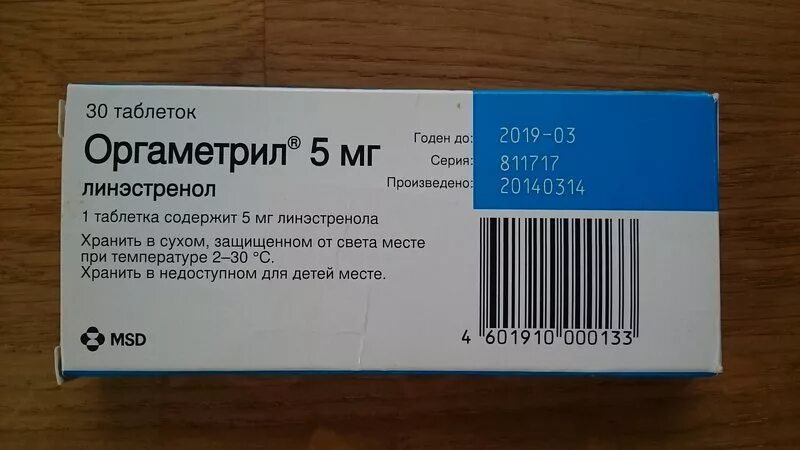 30 таблеток
Оргаметрил® 5 мг
линэстренол
1 таблетка содержит 5 мг линэстренола
Хранить в сухом, защищенном от света месте
при температуре 2–30 °C.
Хранить в недоступном для детей месте.
MSD
Годен до: 2019-03
Серия: 811717
Произведено: 20140314
4 601910 000133